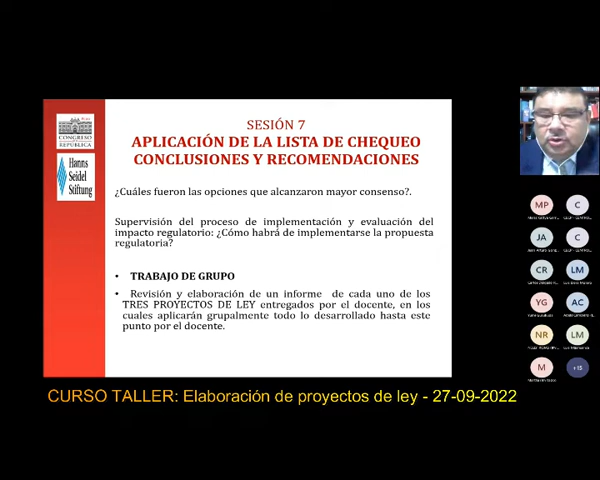 SESIÓN 7
APLICACIÓN DE LA LISTA DE CHEQUEO
CONCLUSIONES Y RECOMENDACIONES
CONGRESO
REPÚBLICA
Hanns
Seidel
Stiftung
¿Cuáles fueron las opciones que alcanzaron mayor consenso?.
Supervisión del proceso de implementación y evaluación del
impacto regulatorio: ¿Cómo habrá de implementarse la propuesta
regulatoria?
• TRABAJO DE GRUPO
• Revisión y elaboración de un informe de cada uno de los
TRES PROYECTOS DE LEY entregados por el docente, en los
cuales aplicarán grupalmente todo lo desarrollado hasta este
punto por el docente.
MP
C
JA
C
CR
LM
YG
AC
NR
LM
M
+15
CURSO TALLER: Elaboración de proyectos de ley - 27-09-2022